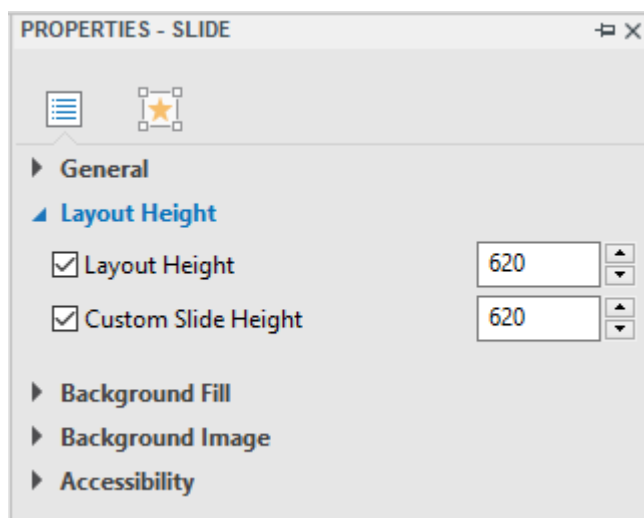 PROPERTIES - SLIDE
General
Layout Height
Layout Height 620
Custom Slide Height 620
Background Fill
Background Image
Accessibility